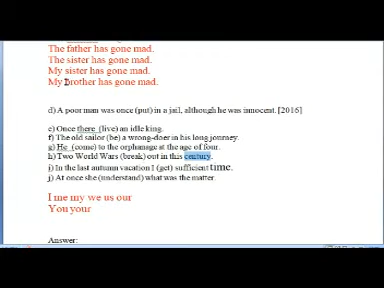 The father has gone mad.
The sister has gone mad.
My sister has gone mad.
My brother has gone mad.
d) A poor man was once (put) in a jail, although he was innocent. [2016]
e) Once there (live) an idle king.
f) The old sailor (be) a wrong-doer in his long journey.
g) He (come) to the orphanage at the age of four.
h) Two World Wars (break) out in this century.
i) In the last autumn vacation I (get) sufficient time.
j) At once she (understand) what was the matter.
I me my we us our
You your
Answer: